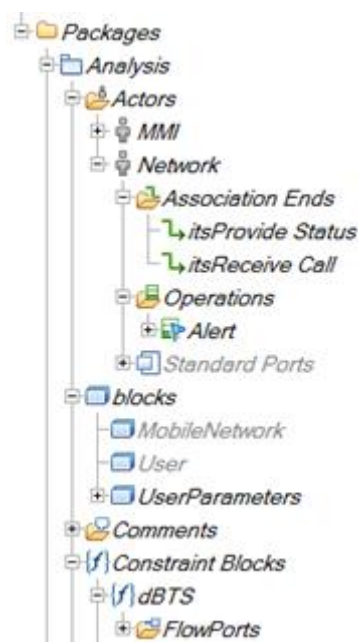 Packages
Analysis
Actors
MMI
Network
Association Ends
itsProvide Status
itsReceive Call
Operations
Alert
Standard Ports
blocks
MobileNetwork
User
UserParameters
Comments
Constraint Blocks
dBTS
FlowPorts